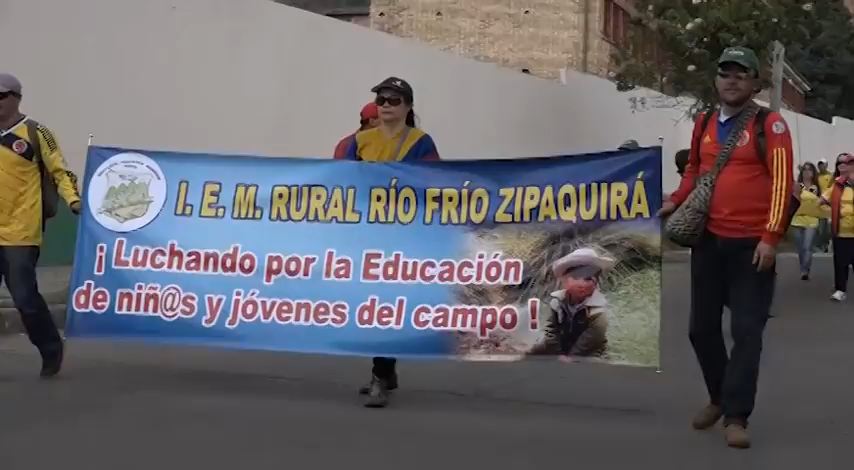 I. E. M. RURAL RÍO FRÍO ZIPAQUIRÁ
¡ Luchando por la Educación
de niñ@s y jóvenes del campo !